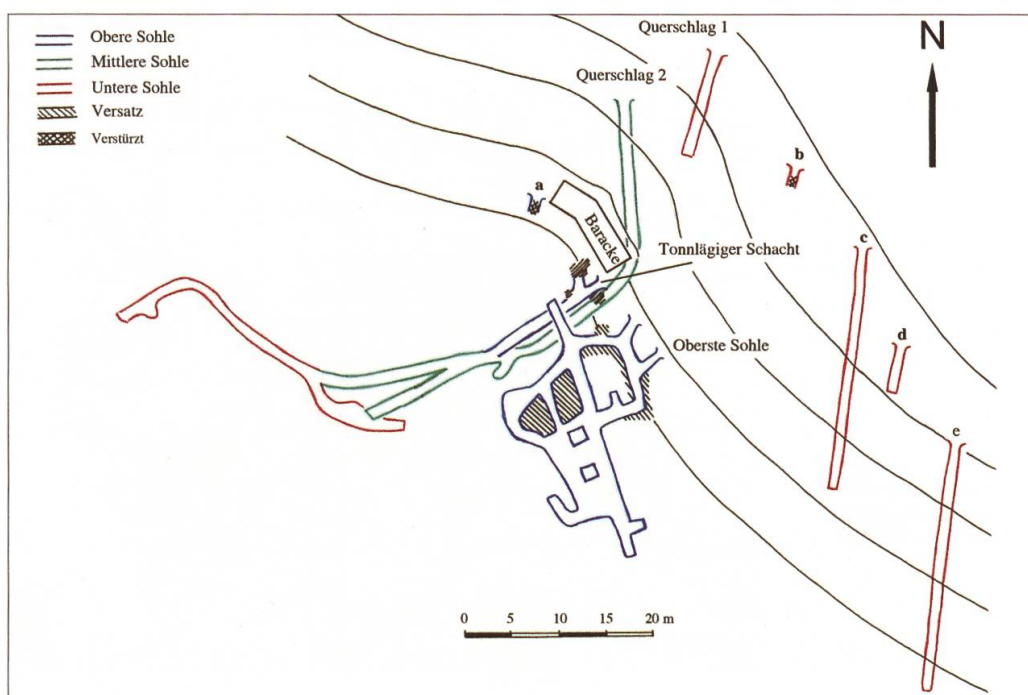 Obere Sohle
Mittlere Sohle
Untere Sohle
Versatz
Verstürzt
Querschlag 1
Querschlag 2
N
a
b
Baracke
c
Tonnlägiger Schacht
Oberste Sohle
d
e
0 5 10 15 20 m